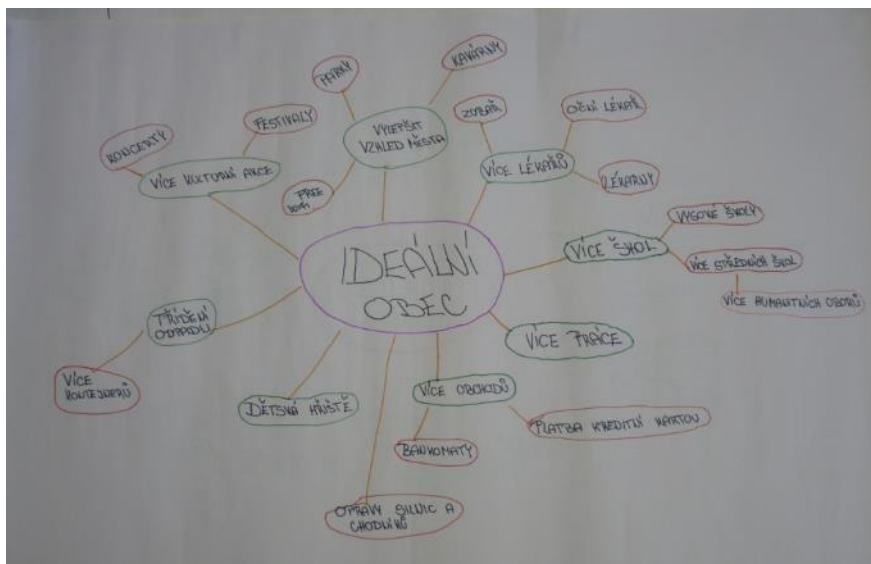 IDEÁLNÍ
OBEC
VYLEPŠIT
VZHLED MĚSTA
PARKY
KAVÁRNY
FREE
WIFI
VÍCE LÉKAŘŮ
ZUBAŘ
OČNÍ LÉKAŘ
LÉKÁRNY
VÍCE ŠKOL
VYSOKÉ ŠKOLY
VÍCE STŘEDNÍCH ŠKOL
VÍCE HUMANITNÍCH OBORŮ
VÍCE PRÁCE
VÍCE OBCHODŮ
PLATBA KREDITNÍ KARTOU
BANKOMATY
OPRAVY SILNIC A
CHODNÍKŮ
DĚTSKÁ HŘIŠTĚ
TŘÍDĚNÍ
ODPADU
VÍCE
KONTEJNERŮ
VÍCE KULTURNÍ AKCE
KONCERTY
FESTIVALY